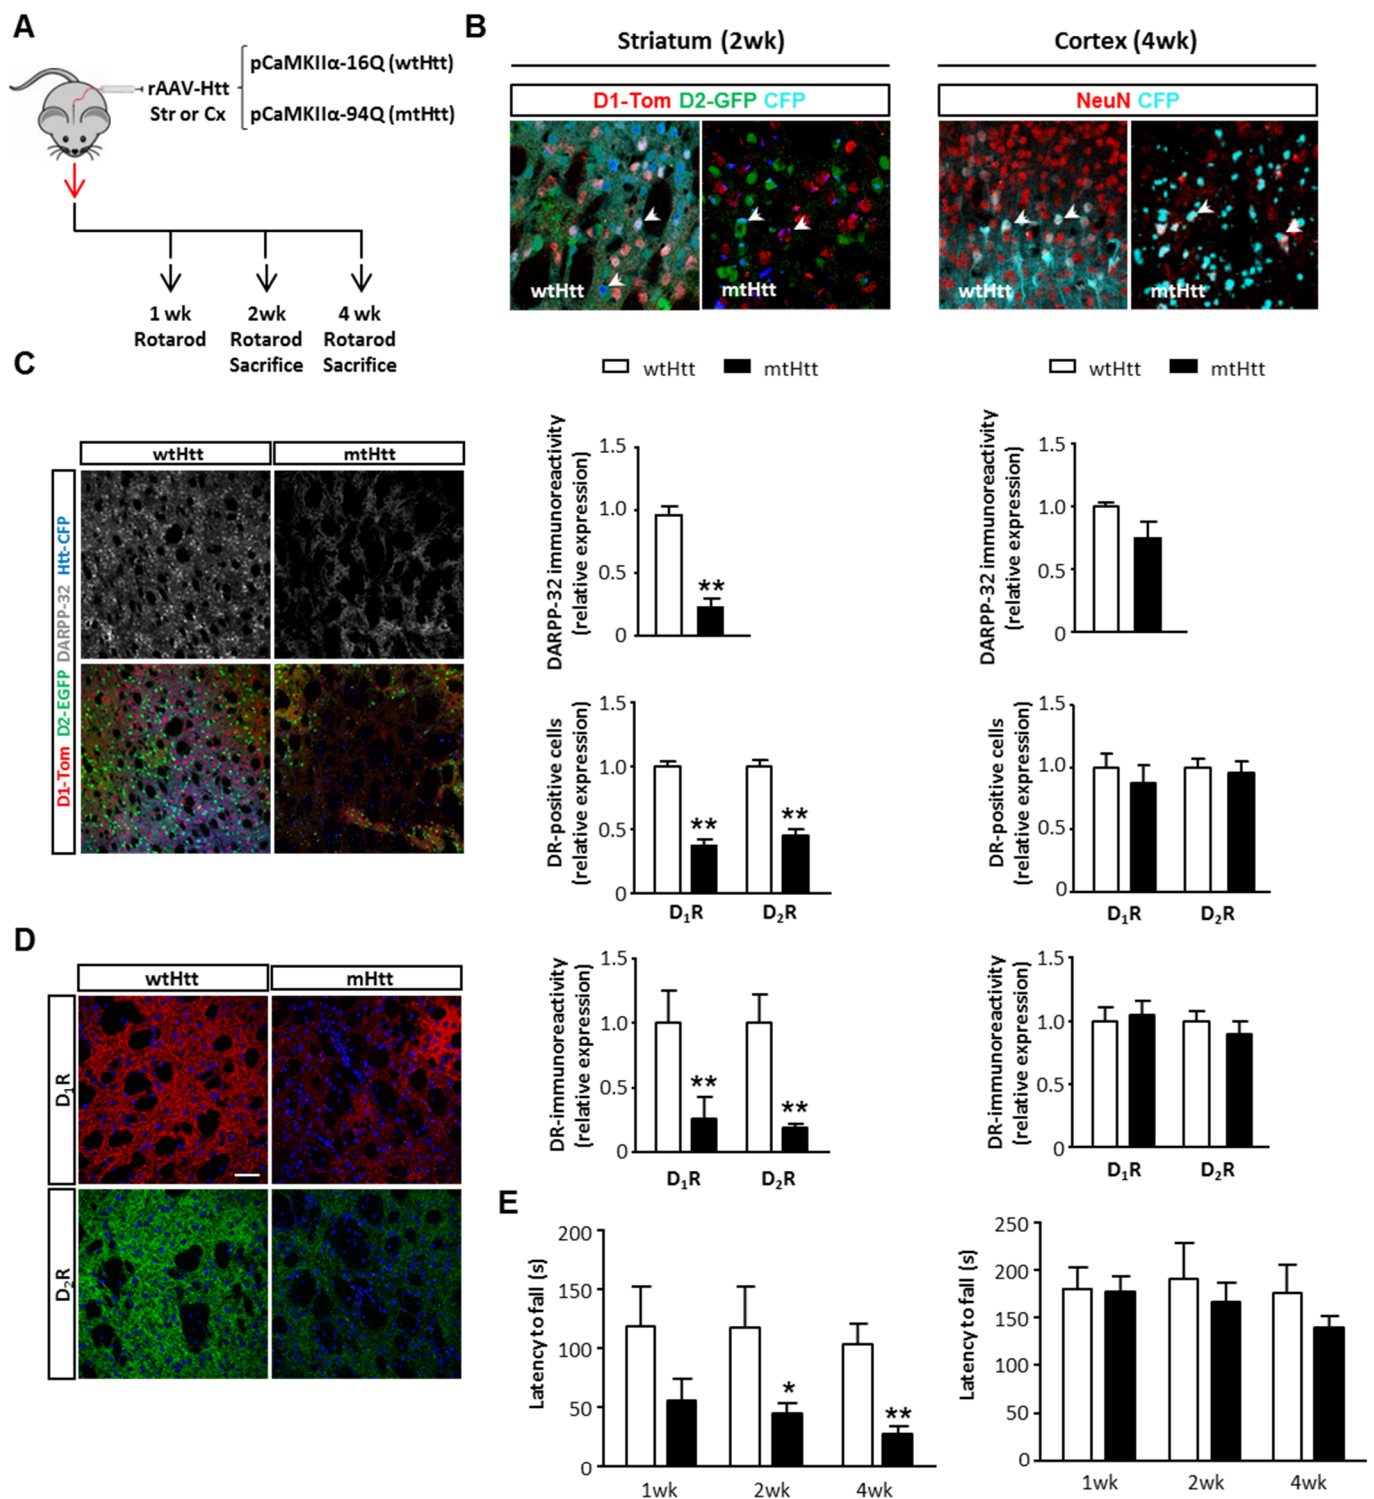 A
rAAV-Htt
Str or Cx
pCaMKIIα-16Q (wtHtt)
pCaMKIIα-94Q (mtHtt)
1 wk
Rotarod
2wk
Rotarod
Sacrifice
4 wk
Rotarod
Sacrifice
B
Striatum (2wk)
D1-Tom D2-GFP CFP
wtHtt
mtHtt
Cortex (4wk)
NeuN CFP
wtHtt
mtHtt
C
wtHtt
mtHtt
D1-Tom D2-EGFP DARPP-32 Htt-CFP
wtHtt
mtHtt
DARPP-32 immunoreactivity
(relative expression)
1.5
1.0
0.5
0
**
DR-positive cells
(relative expression)
1.5
1.0
0.5
0
**
**
D1R
D2R
wtHtt
mtHtt
DARPP-32 immunoreactivity
(relative expression)
1.5
1.0
0.5
0
DR-positive cells
(relative expression)
1.5
1.0
0.5
0
D1R
D2R
D
wtHtt
mHtt
D1R
D2R
DR-immunoreactivity
(relative expression)
1.5
1.0
0.5
0
**
**
D1R
D2R
DR-immunoreactivity
(relative expression)
1.5
1.0
0.5
0
D1R
D2R
E
Latency to fall (s)
200
150
100
50
0
*
**
1wk
2wk
4wk
Latency to fall (s)
250
200
150
100
50
0
1wk
2wk
4wk